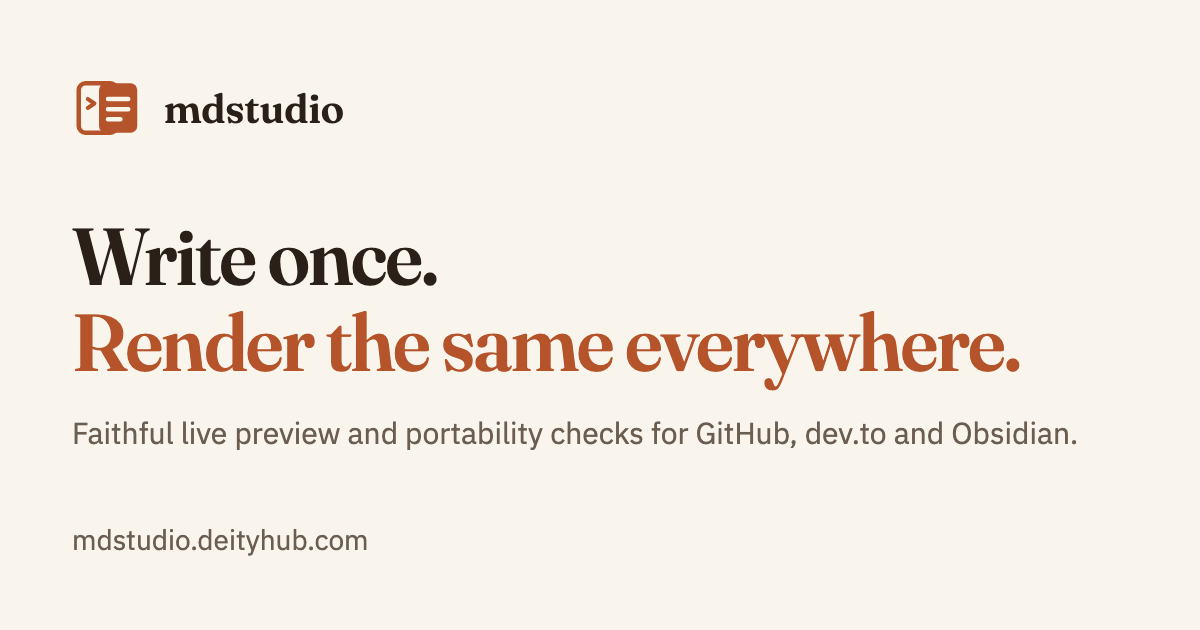 mdstudio
Write once.
Render the same everywhere.
Faithful live preview and portability checks for GitHub, dev.to and Obsidian.
mdstudio.deityhub.com